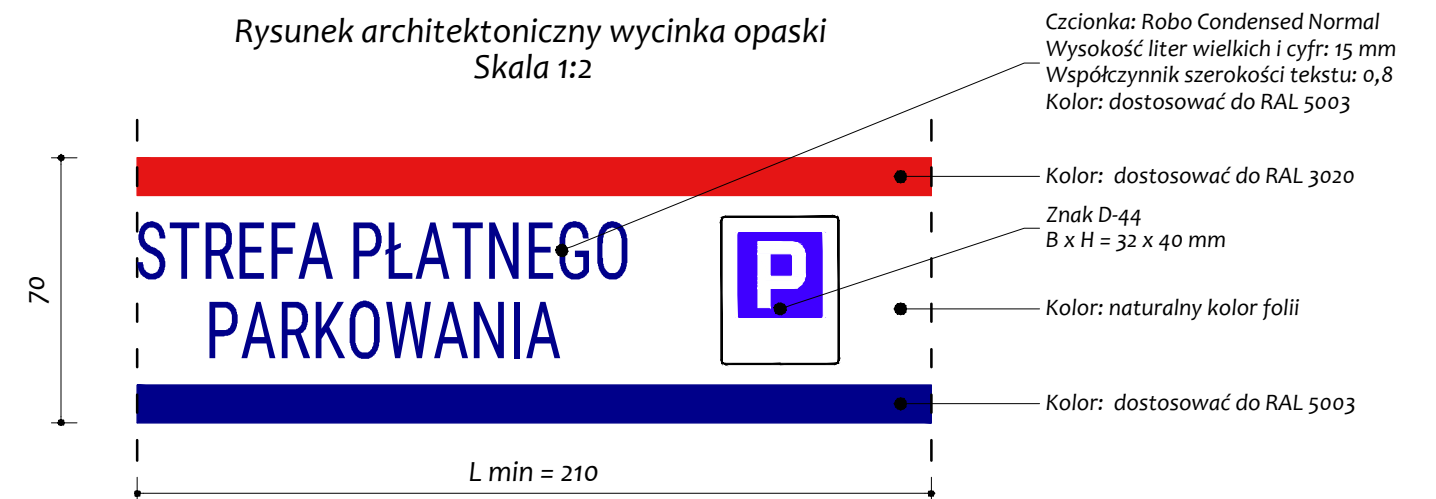 Rysunek architektoniczny wycinka opaski
Skala 1:2
Czcionka: Robo Condensed Normal
Wysokość liter wielkich i cyfr: 15 mm
Współczynnik szerokości tekstu: 0,8
Kolor: dostosować do RAL 5003
Kolor: dostosować do RAL 3020
Znak D-44
B x H = 32 x 40 mm
Kolor: naturalny kolor folii
Kolor: dostosować do RAL 5003
70
STREFA PŁATNEGO
PARKOWANIA
P
L min = 210